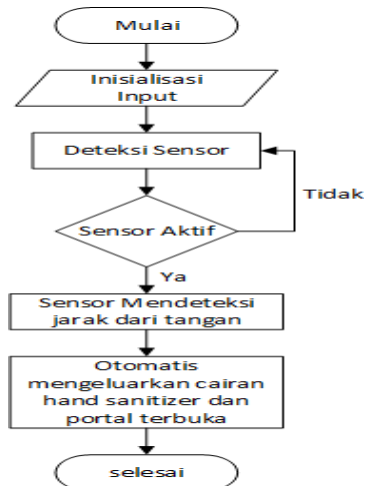 Mulai
Inisialisasi
Input
Deteksi Sensor
Tidak
Sensor Aktif
Ya
Sensor Mendeteksi
jarak dari tangan
Otomatis
mengeluarkan cairan
hand sanitizer dan
portal terbuka
selesai